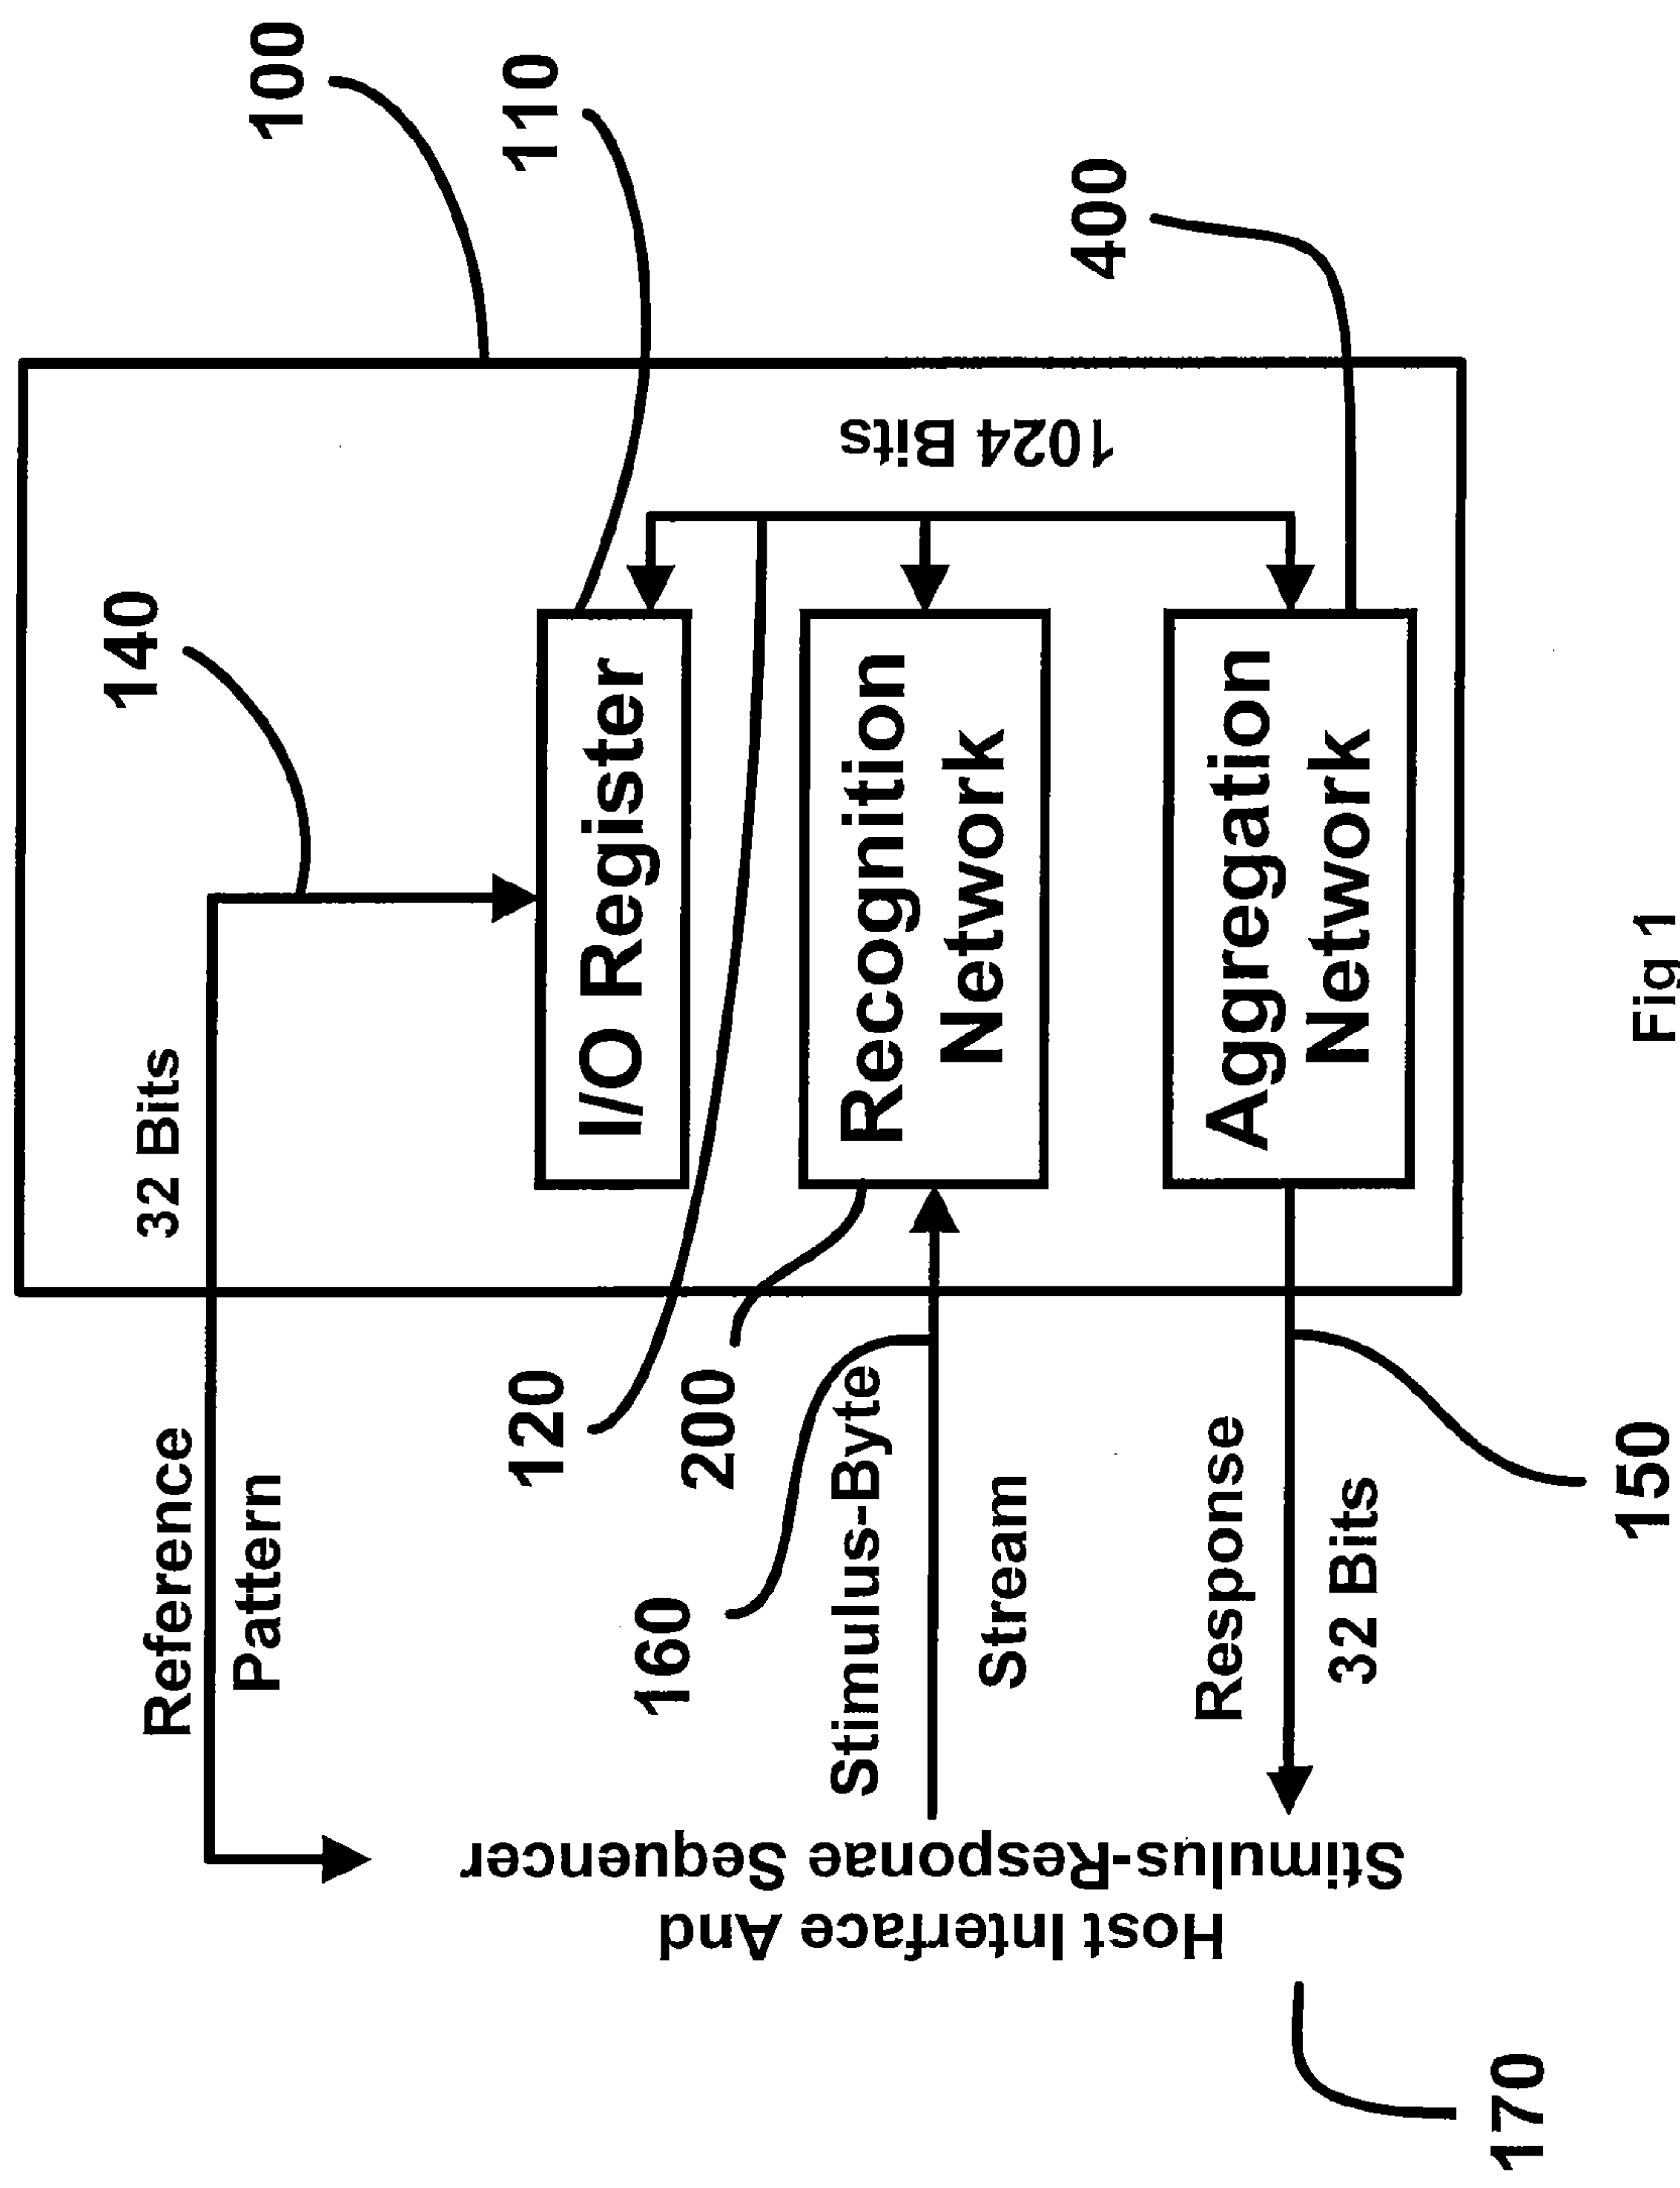 100
110
140
400
32 Bits
Reference
Pattern
I/O Register
1024 Bits
120
200
Recognition
Network
160
Stimulus-Byte
Stream
Aggregation
Network
Response
32 Bits
150
Host Interface And
Stimulus-Responae Sequencer
170
Fig 1